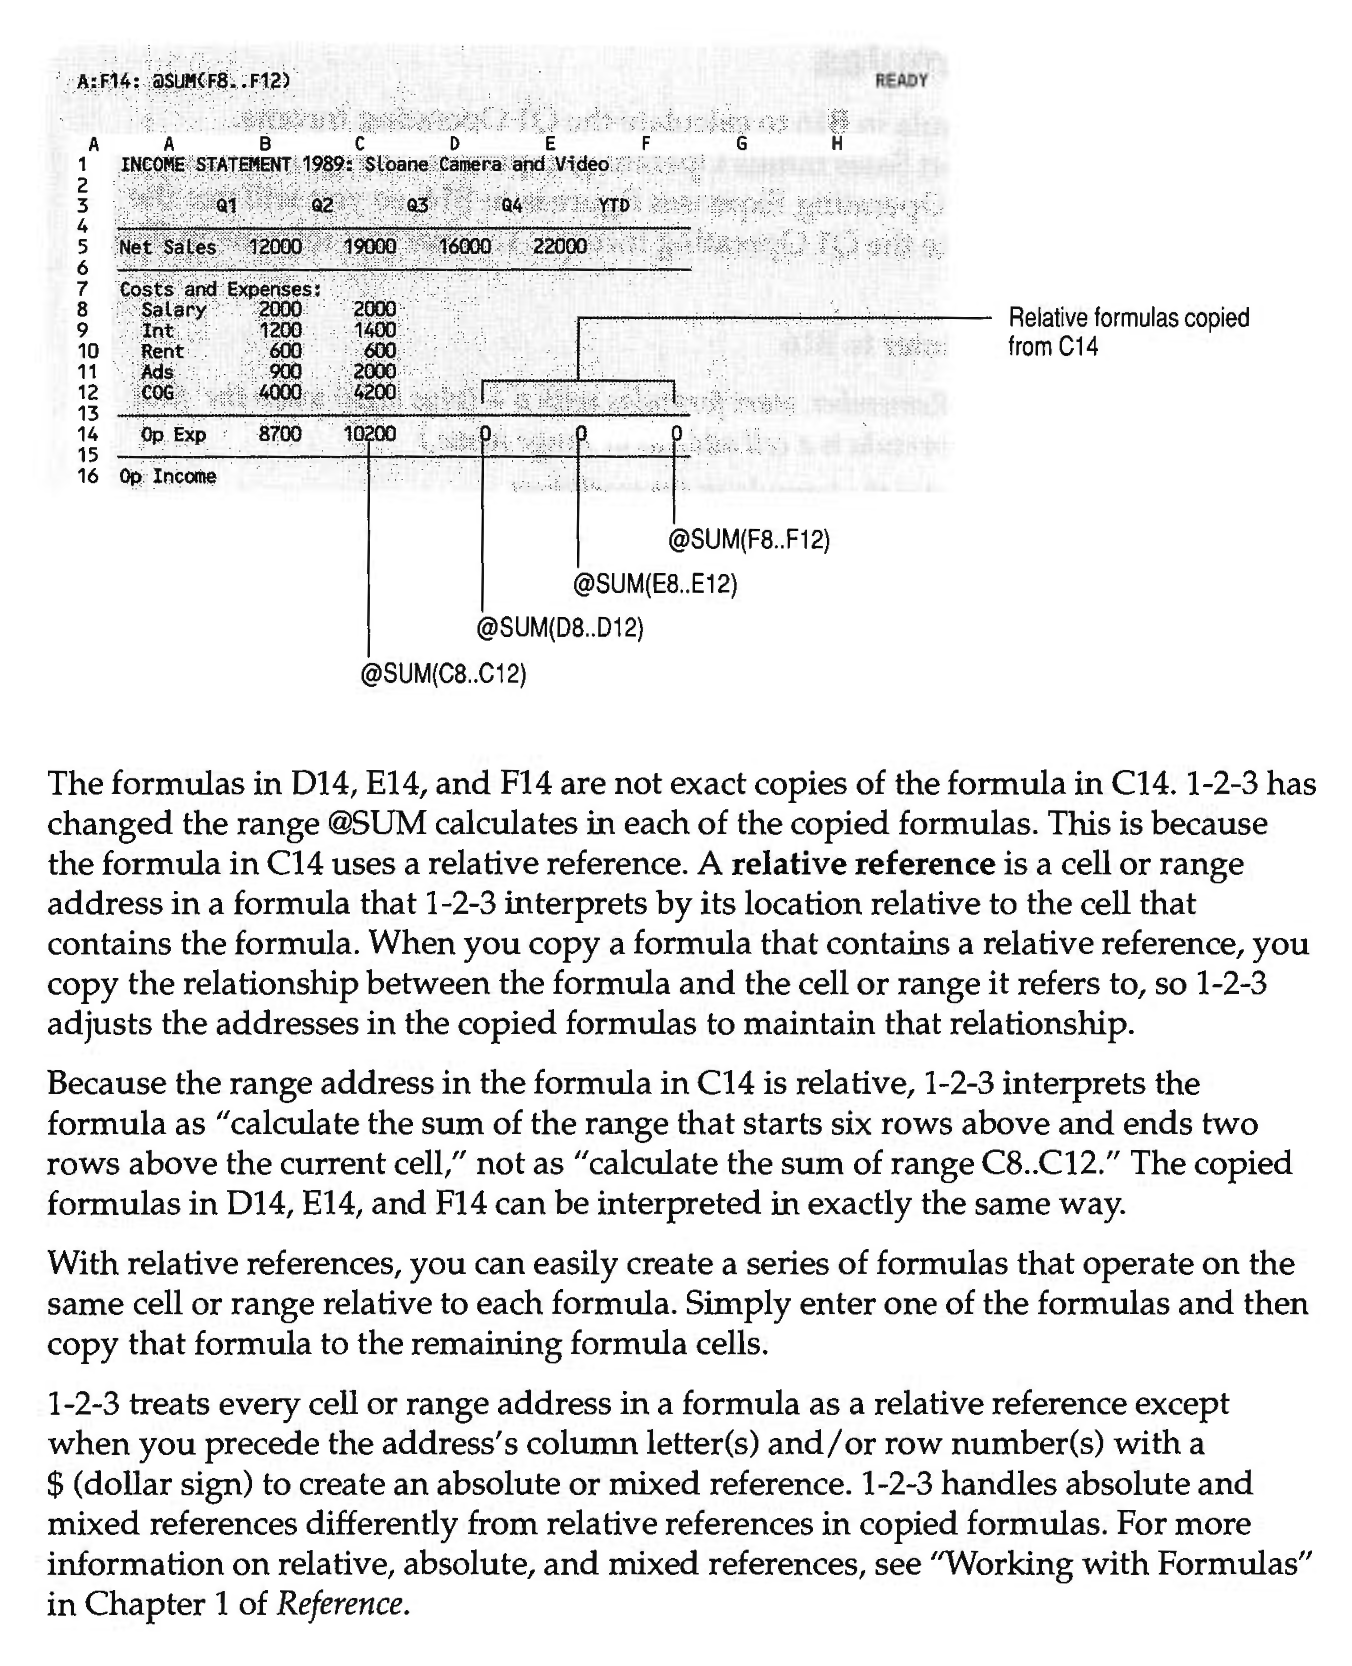 A:F14: @SUM(F8..F12) READY
A A B C D E F G H
1 INCOME STATEMENT 1989: Sloane Camera and Video
2
3 Q1 Q2 Q3 Q4 YTD
4
5 Net Sales 12000 19000 16000 22000
6
7 Costs and Expenses:
8 Salary 2000 2000
9 Int 1200 1400
10 Rent 600 600
11 Ads 900 2000
12 COG 4000 4200
13
14 Op Exp 8700 10200 0 0 0
15
16 Op Income
Relative formulas copied
from C14
@SUM(F8..F12)
@SUM(E8..E12)
@SUM(D8..D12)
@SUM(C8..C12)
The formulas in D14, E14, and F14 are not exact copies of the formula in C14. 1-2-3 has
changed the range @SUM calculates in each of the copied formulas. This is because
the formula in C14 uses a relative reference. A relative reference is a cell or range
address in a formula that 1-2-3 interprets by its location relative to the cell that
contains the formula. When you copy a formula that contains a relative reference, you
copy the relationship between the formula and the cell or range it refers to, so 1-2-3
adjusts the addresses in the copied formulas to maintain that relationship.
Because the range address in the formula in C14 is relative, 1-2-3 interprets the
formula as "calculate the sum of the range that starts six rows above and ends two
rows above the current cell," not as "calculate the sum of range C8..C12." The copied
formulas in D14, E14, and F14 can be interpreted in exactly the same way.
With relative references, you can easily create a series of formulas that operate on the
same cell or range relative to each formula. Simply enter one of the formulas and then
copy that formula to the remaining formula cells.
1-2-3 treats every cell or range address in a formula as a relative reference except
when you precede the address's column letter(s) and/or row number(s) with a
$ (dollar sign) to create an absolute or mixed reference. 1-2-3 handles absolute and
mixed references differently from relative references in copied formulas. For more
information on relative, absolute, and mixed references, see "Working with Formulas"
in Chapter 1 of Reference.